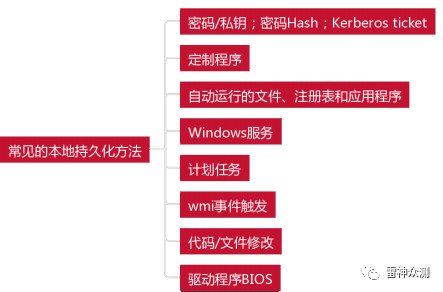 常见的本地持久化方法
密码/私钥；密码Hash；Kerberos ticket
定制程序
自动运行的文件、注册表和应用程序
Windows服务
计划任务
wmi事件触发
代码/文件修改
驱动程序BIOS
雷神众测